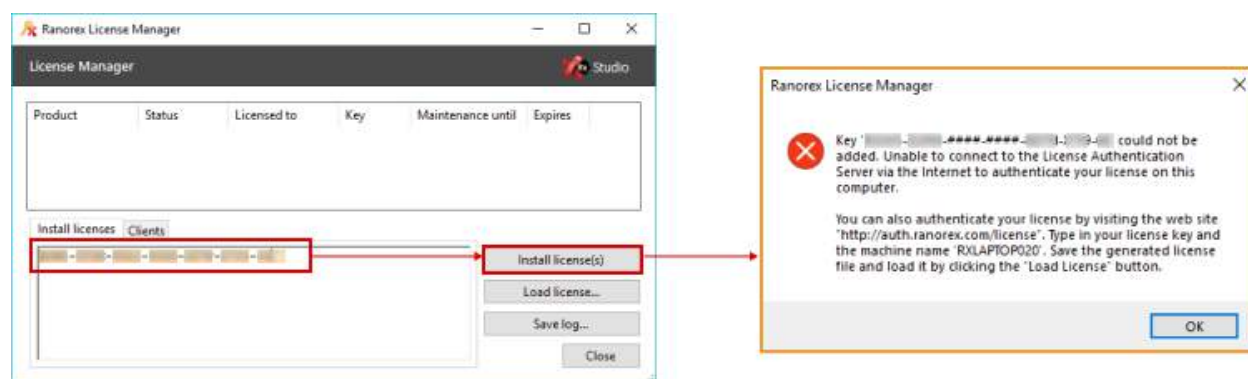 Ranorex License Manager
License Manager
Studio
Product Status Licensed to Key Maintenance until Expires
Install licenses Clients
Install license(s)
Load license...
Save log...
Close
Ranorex License Manager
Key '     -     -####-####-     -     -   could not be
added. Unable to connect to the License Authentication
Server via the Internet to authenticate your license on this
computer.
You can also authenticate your license by visiting the web site
"http://auth.ranorex.com/license". Type in your license key and
the machine name 'RXLAPTOP020'. Save the generated license
file and load it by clicking the "Load License" button.
OK